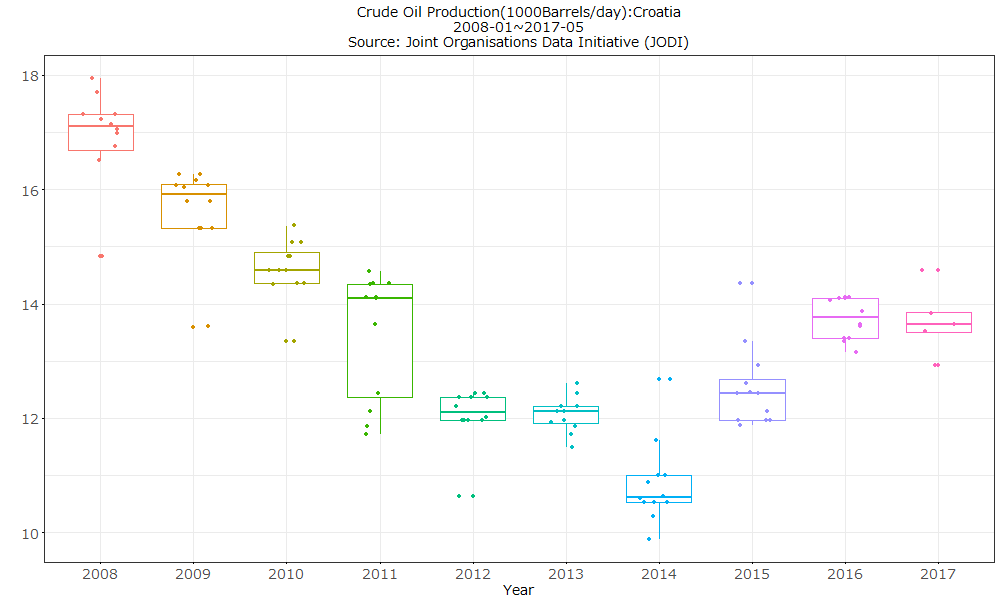 Crude Oil Production(1000Barrels/day):Croatia
2008-01~2017-05
Source: Joint Organisations Data Initiative (JODI)
18
16
14
12
10
2008 2009 2010 2011 2012 2013 2014 2015 2016 2017
Year